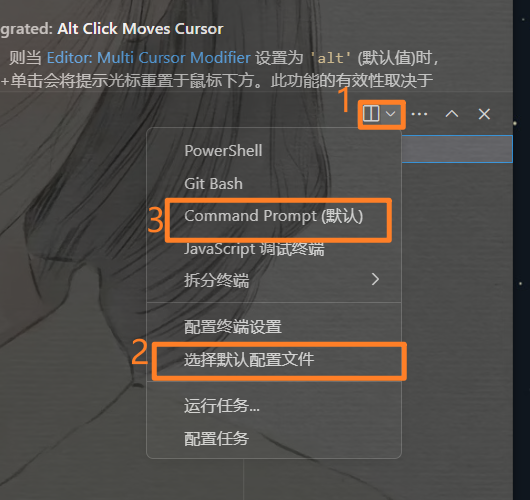 grated: Alt Click Moves Cursor
则当 Editor: Multi Cursor Modifier 设置为 'alt' (默认值)时，
+单击会将提示光标重置于鼠标下方。此功能的有效性取决于
1
PowerShell
Git Bash
3 Command Prompt (默认)
JavaScript 调试终端
拆分终端
配置终端设置
2 选择默认配置文件
运行任务...
配置任务